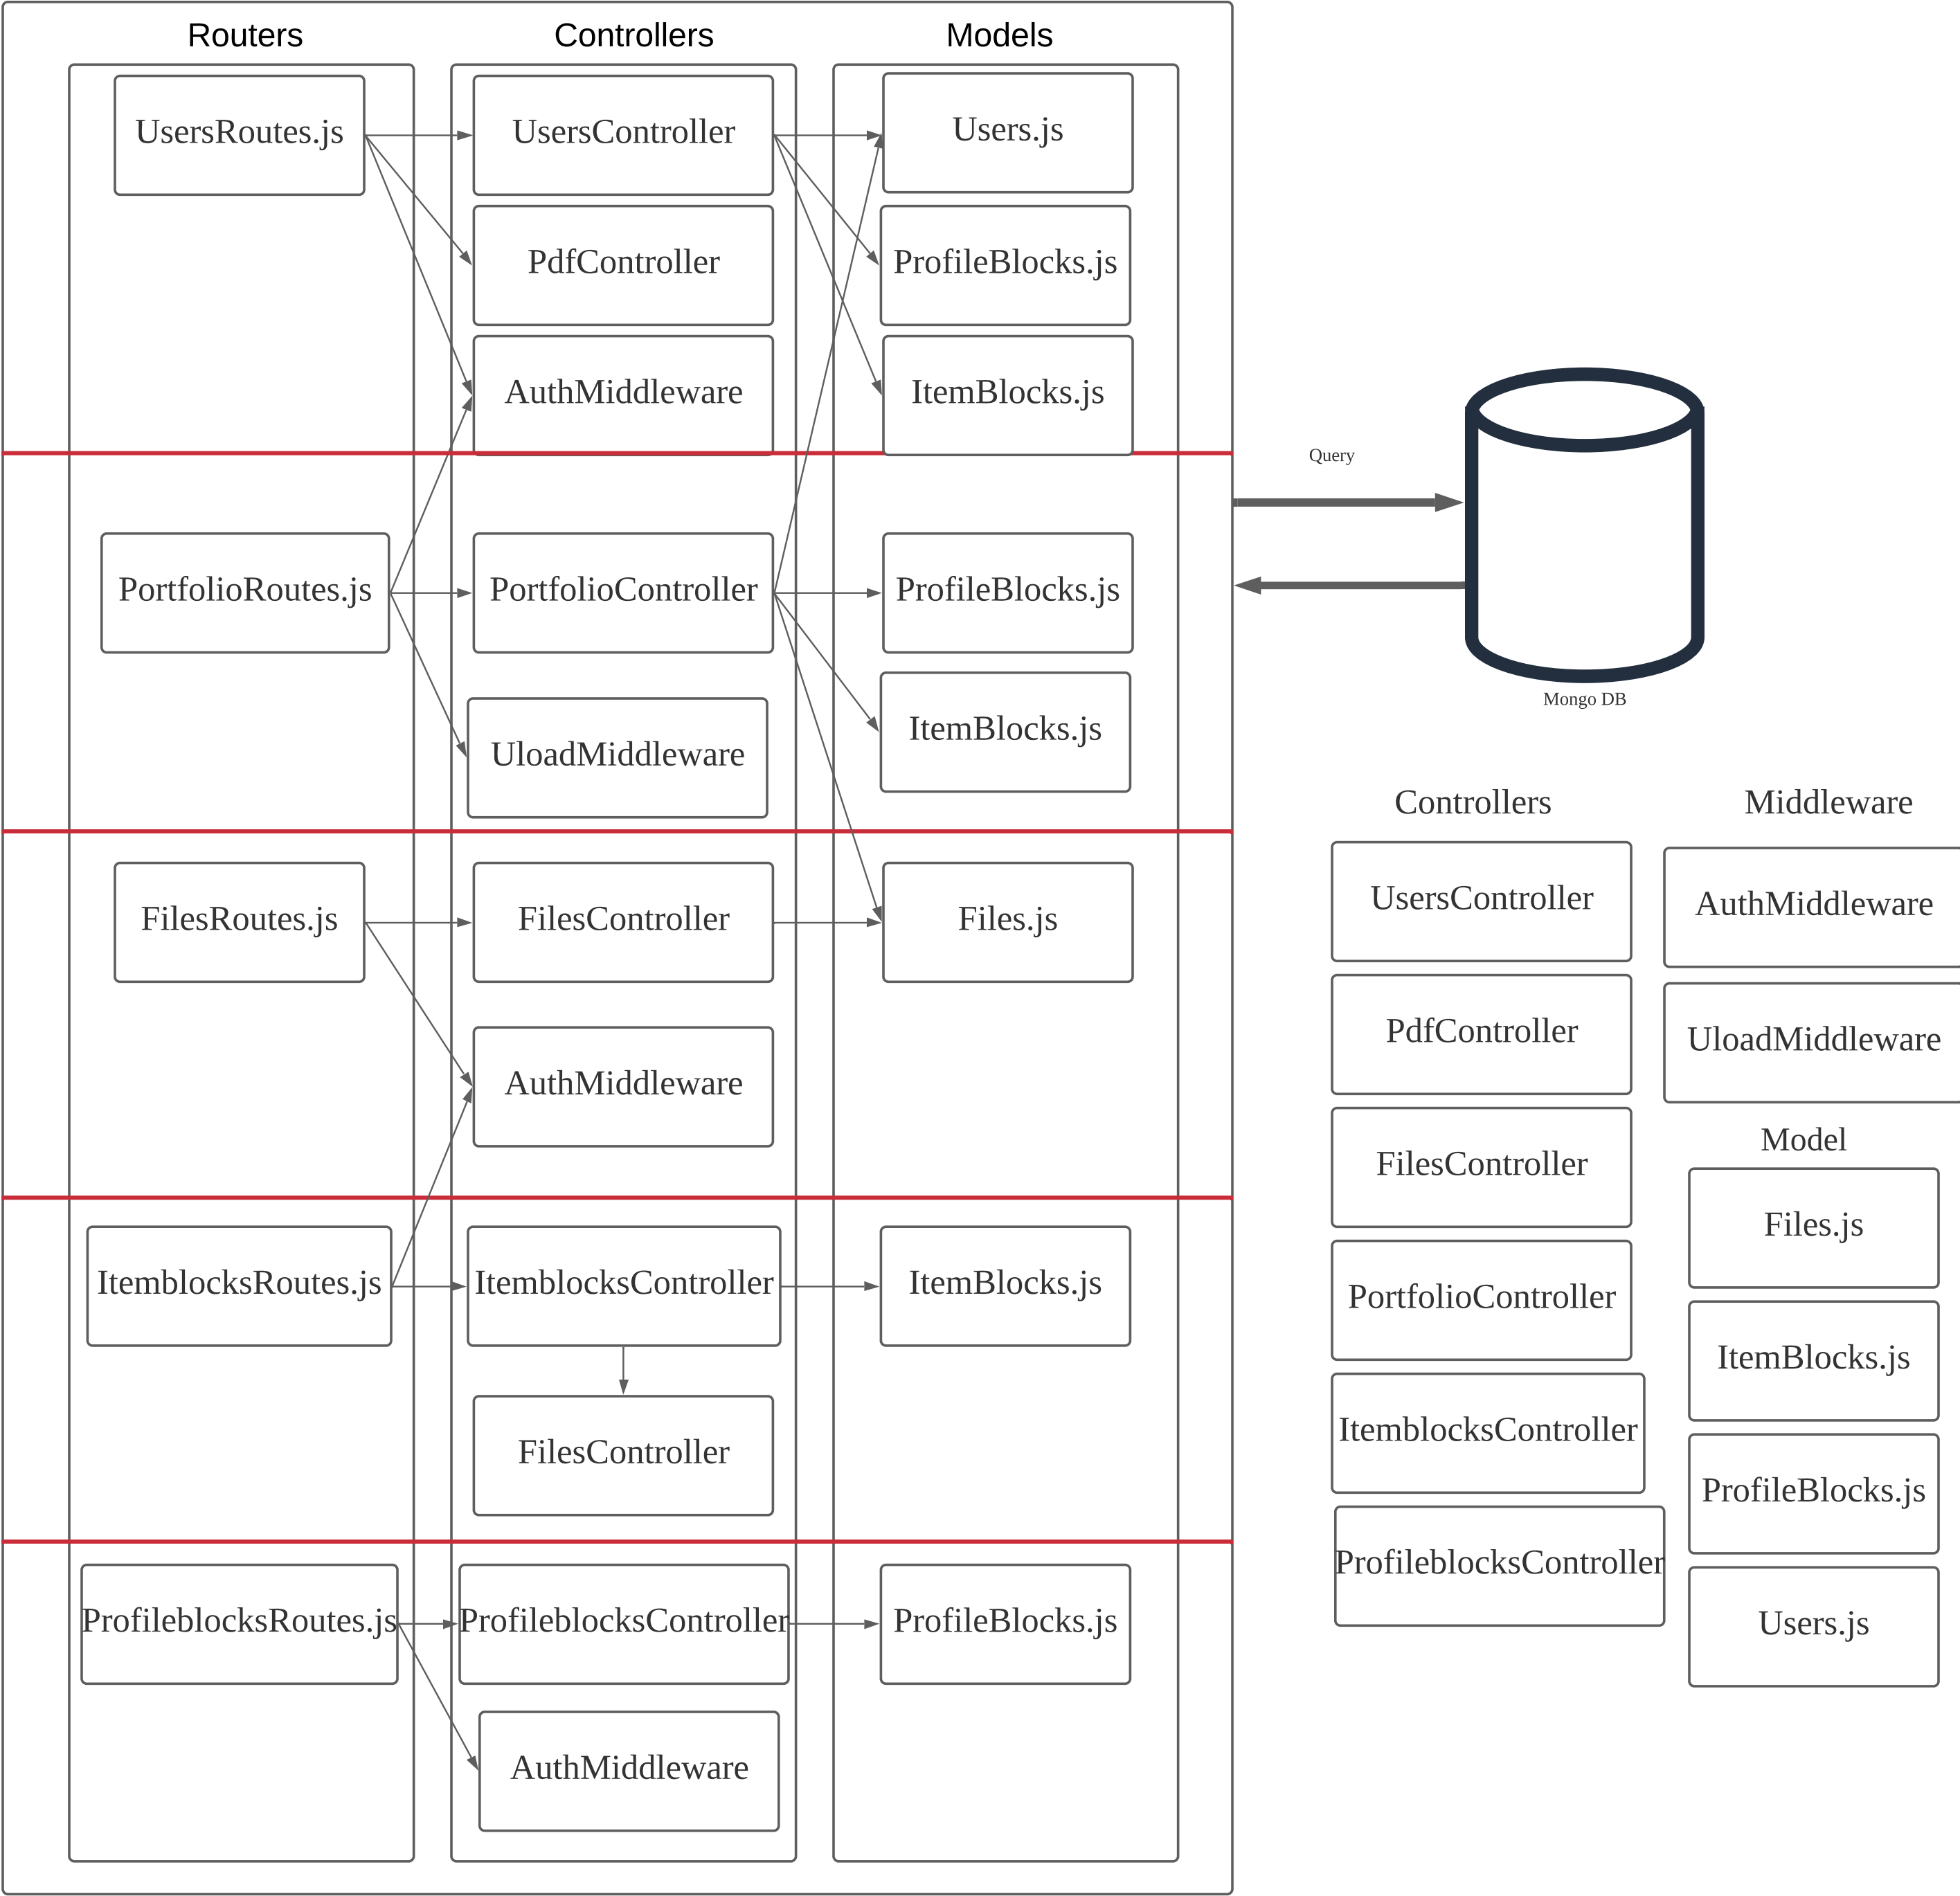 Routers
Controllers
Models
UsersRoutes.js
UsersController
Users.js
PdfController
ProfileBlocks.js
AuthMiddleware
ItemBlocks.js
PortfolioRoutes.js
PortfolioController
ProfileBlocks.js
UloadMiddleware
ItemBlocks.js
FilesRoutes.js
FilesController
Files.js
AuthMiddleware
ItemblocksRoutes.js
ItemblocksController
ItemBlocks.js
FilesController
ProfileblocksRoutes.js
ProfileblocksController
ProfileBlocks.js
AuthMiddleware
Query
Mongo DB
Controllers
UsersController
PdfController
FilesController
PortfolioController
ItemblocksController
ProfileblocksController
Middleware
AuthMiddleware
UloadMiddleware
Model
Files.js
ItemBlocks.js
ProfileBlocks.js
Users.js